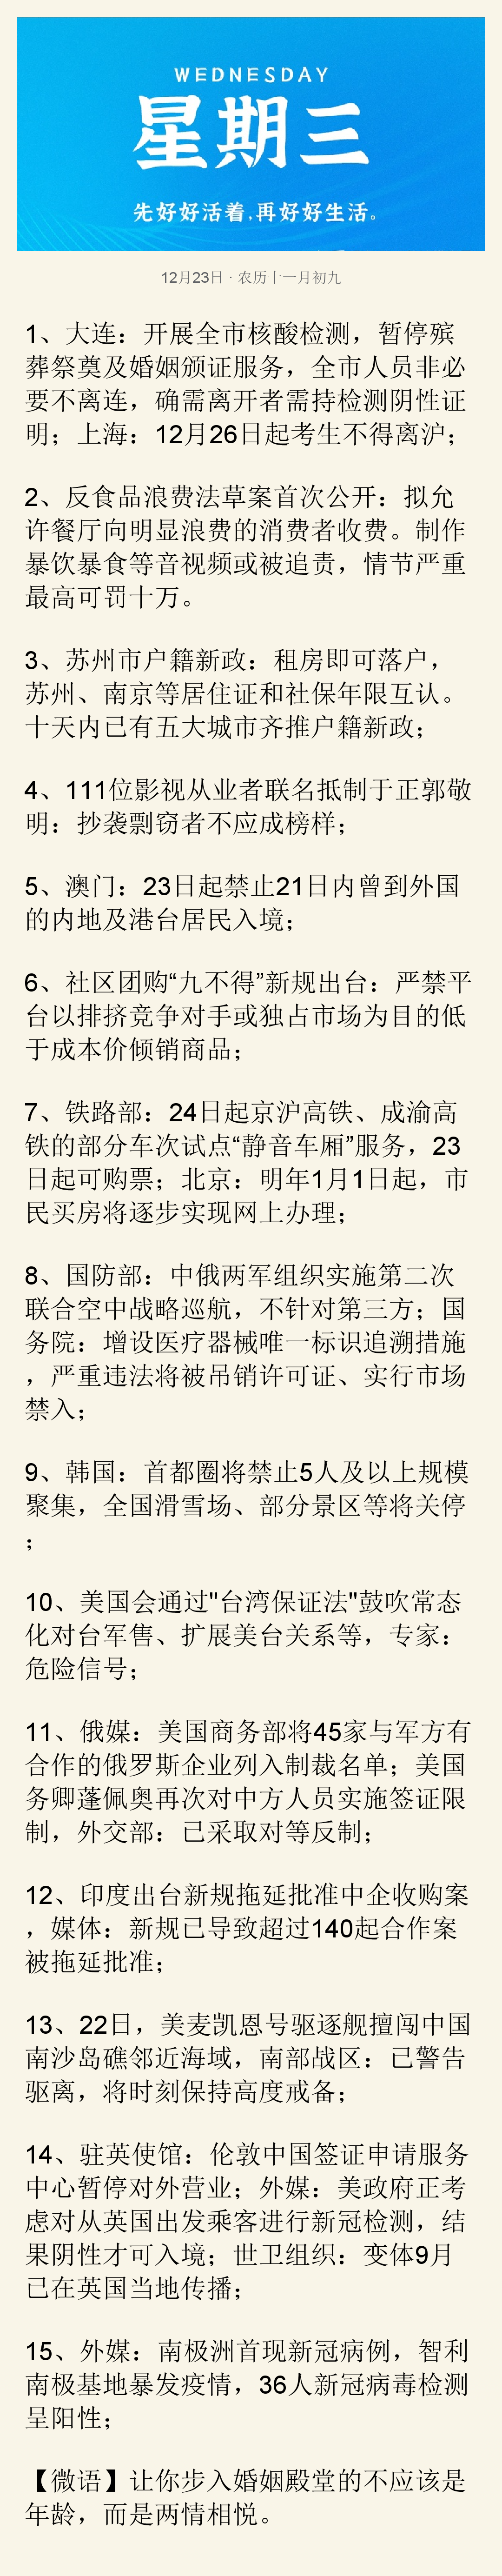 WEDNESDAY
星期三
先好好活着,再好好生活。
12月23日 · 农历十一月初九
1、大连：开展全市核酸检测，暂停殡
葬祭奠及婚姻颁证服务，全市人员非必
要不离连，确需离开者需持检测阴性证
明；上海：12月26日起考生不得离沪；
2、反食品浪费法草案首次公开：拟允
许餐厅向明显浪费的消费者收费。制作
暴饮暴食等音视频或被追责，情节严重
最高可罚十万。
3、苏州市户籍新政：租房即可落户，
苏州、南京等居住证和社保年限互认。
十天内已有五大城市齐推户籍新政；
4、111位影视从业者联名抵制于正郭敬
明：抄袭剽窃者不应成榜样；
5、澳门：23日起禁止21日内曾到外国
的内地及港台居民入境；
6、社区团购“九不得”新规出台：严禁平
台以排挤竞争对手或独占市场为目的低
于成本价倾销商品；
7、铁路部：24日起京沪高铁、成渝高
铁的部分车次试点“静音车厢”服务，23
日起可购票；北京：明年1月1日起，市
民买房将逐步实现网上办理；
8、国防部：中俄两军组织实施第二次
联合空中战略巡航，不针对第三方；国
务院：增设医疗器械唯一标识追溯措施
，严重违法将被吊销许可证、实行市场
禁入；
9、韩国：首都圈将禁止5人及以上规模
聚集，全国滑雪场、部分景区等将关停
；
10、美国会通过"台湾保证法"鼓吹常态
化对台军售、扩展美台关系等，专家：
危险信号；
11、俄媒：美国商务部将45家与军方有
合作的俄罗斯企业列入制裁名单；美国
务卿蓬佩奥再次对中方人员实施签证限
制，外交部：已采取对等反制；
12、印度出台新规拖延批准中企收购案
，媒体：新规已导致超过140起合作案
被拖延批准；
13、22日，美麦凯恩号驱逐舰擅闯中国
南沙岛礁邻近海域，南部战区：已警告
驱离，将时刻保持高度戒备；
14、驻英使馆：伦敦中国签证申请服务
中心暂停对外营业；外媒：美政府正考
虑对从英国出发乘客进行新冠检测，结
果阴性才可入境；世卫组织：变体9月
已在英国当地传播；
15、外媒：南极洲首现新冠病例，智利
南极基地暴发疫情，36人新冠病毒检测
呈阳性；
【微语】让你步入婚姻殿堂的不应该是
年龄，而是两情相悦。